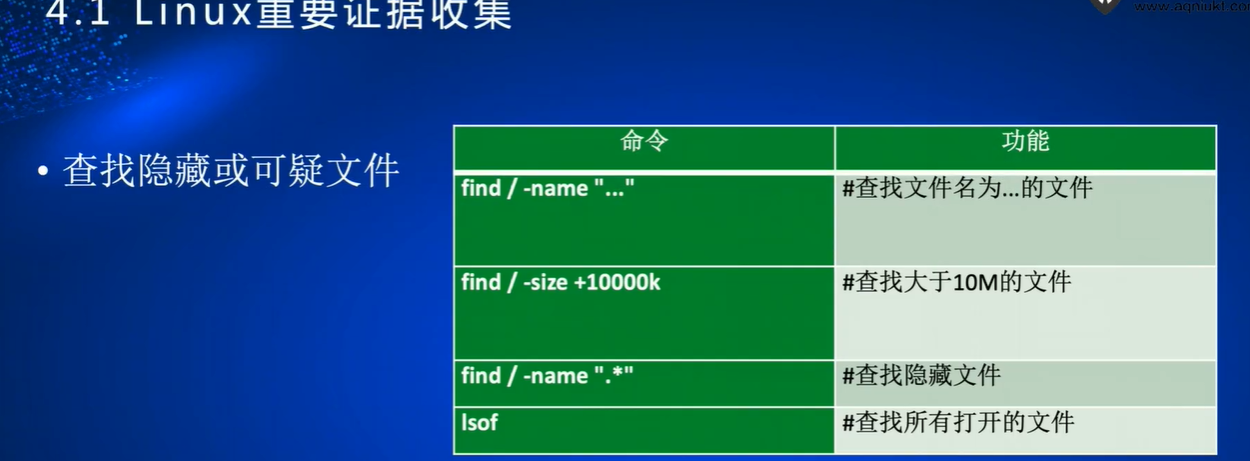 4.1 Linux重要证据收集
www.aqniukt.com
• 查找隐藏或可疑文件
命令 功能
find / -name "..." #查找文件名为...的文件
find / -size +10000k #查找大于10M的文件
find / -name ".*" #查找隐藏文件
lsof #查找所有打开的文件